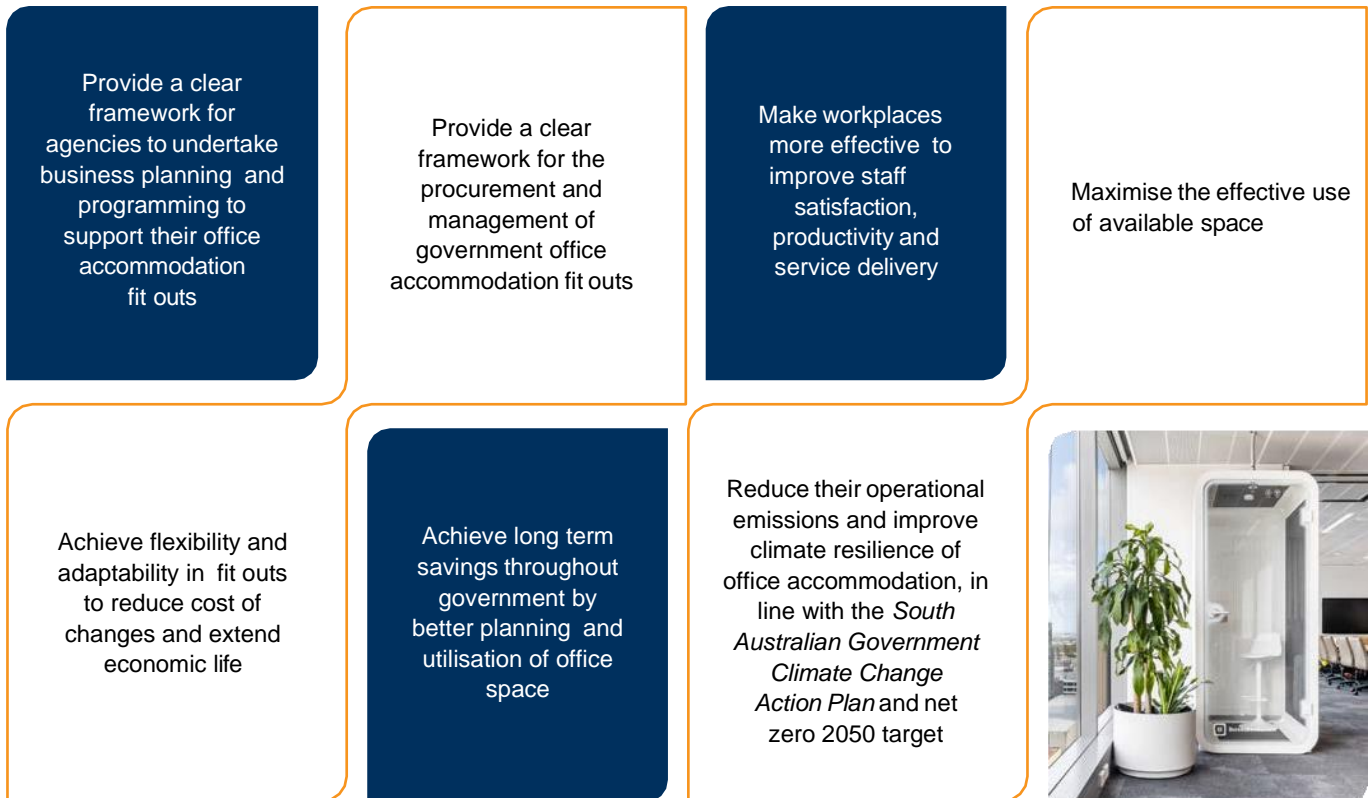 Provide a clear
framework for
agencies to undertake
business planning and
programming to
support their office
accommodation
fit outs
Provide a clear
framework for the
procurement and
management of
government office
accommodation fit outs
Make workplaces
more effective to
improve staff
satisfaction,
productivity and
service delivery
Maximise the effective use
of available space
Achieve flexibility and
adaptability in fit outs
to reduce cost of
changes and extend
economic life
Achieve long term
savings throughout
government by
better planning and
utilisation of office
space
Reduce their operational
emissions and improve
climate resilience of
office accommodation, in
line with the South
Australian Government
Climate Change
Action Plan and net
zero 2050 target